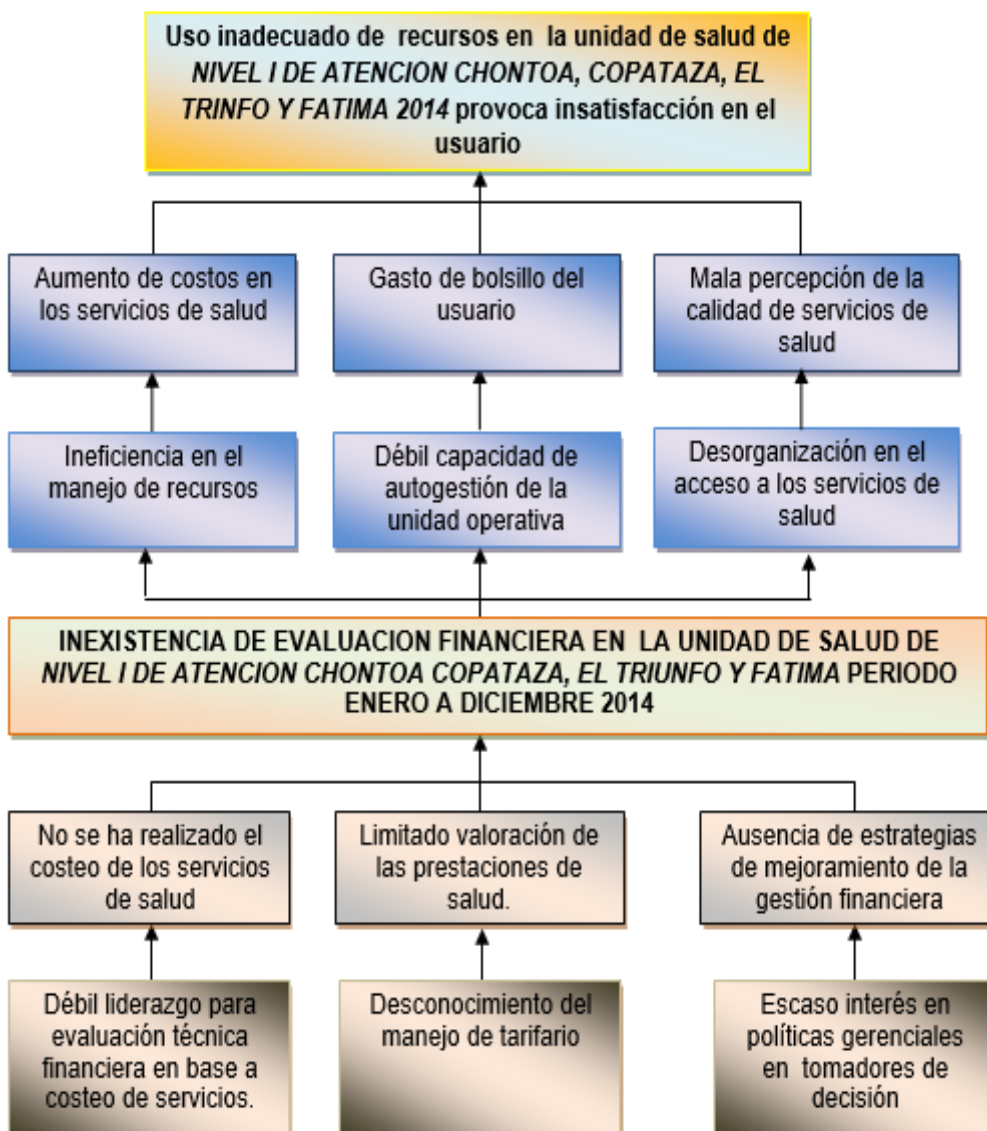 Uso inadecuado de recursos en la unidad de salud de
NIVEL I DE ATENCION CHONTOA, COPATAZA, EL
TRINFO Y FATIMA 2014 provoca insatisfacción en el
usuario
Aumento de costos en
los servicios de salud
Gasto de bolsillo del
usuario
Mala percepción de la
calidad de servicios de
salud
Ineficiencia en el
manejo de recursos
Débil capacidad de
autogestión de la
unidad operativa
Desorganización en el
acceso a los servicios de
salud
INEXISTENCIA DE EVALUACION FINANCIERA EN LA UNIDAD DE SALUD DE
NIVEL I DE ATENCION CHONTOA COPATAZA, EL TRIUNFO Y FATIMA PERIODO
ENERO A DICIEMBRE 2014
No se ha realizado el
costeo de los servicios
de salud
Limitado valoración de
las prestaciones de
salud.
Ausencia de estrategias
de mejoramiento de la
gestión financiera
Débil liderazgo para
evaluación técnica
financiera en base a
costeo de servicios.
Desconocimiento del
manejo de tarifario
Escaso interés en
políticas gerenciales
en tomadores de
decisión